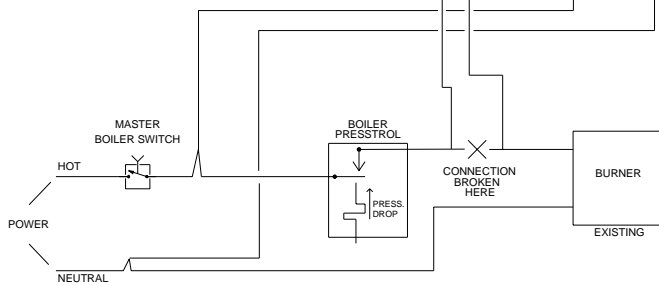 MASTER
BOILER SWITCH
BOILER
PRESSTROL
HOT
CONNECTION
BROKEN
HERE
BURNER
PRESS.
DROP
POWER
EXISTING
NEUTRAL